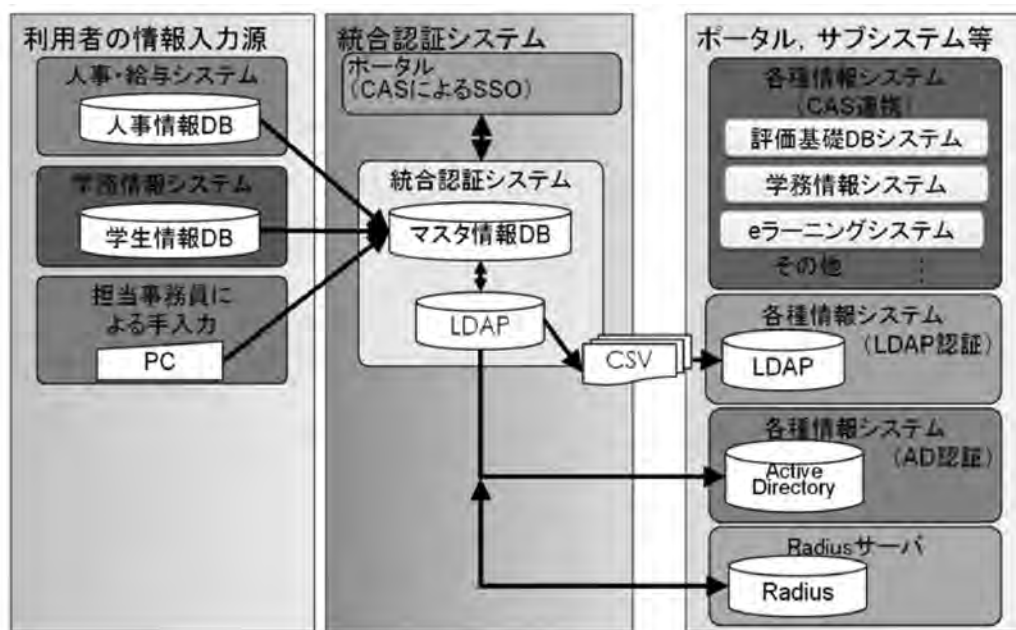 利用者の情報入力源
人事・給与システム
人事情報DB
学務情報システム
学生情報DB
担当事務員に
よる手入力
PC
統合認証システム
ポータル
(CASによるSSO)
統合認証システム
マスタ情報DB
LDAP
CSV
ポータル，サブシステム等
各種情報システム
(CAS連携)
評価基礎DBシステム
学務情報システム
eラーニングシステム
その他 ⋮
各種情報システム
(LDAP認証)
LDAP
各種情報システム
(AD認証)
Active
Directory
Radiusサーバ
Radius